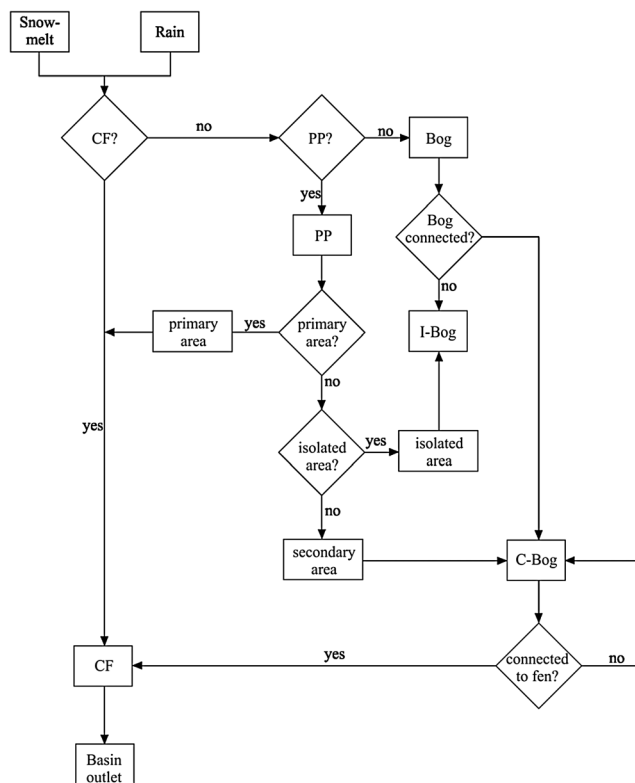 Snow-
melt
Rain
CF?
no
PP?
no
Bog
yes
PP
Bog
connected?
no
I-Bog
primary
area
yes
primary
area?
no
yes
isolated
area?
yes
isolated
area
no
secondary
area
C-Bog
CF
yes
connected
to fen?
no
Basin
outlet